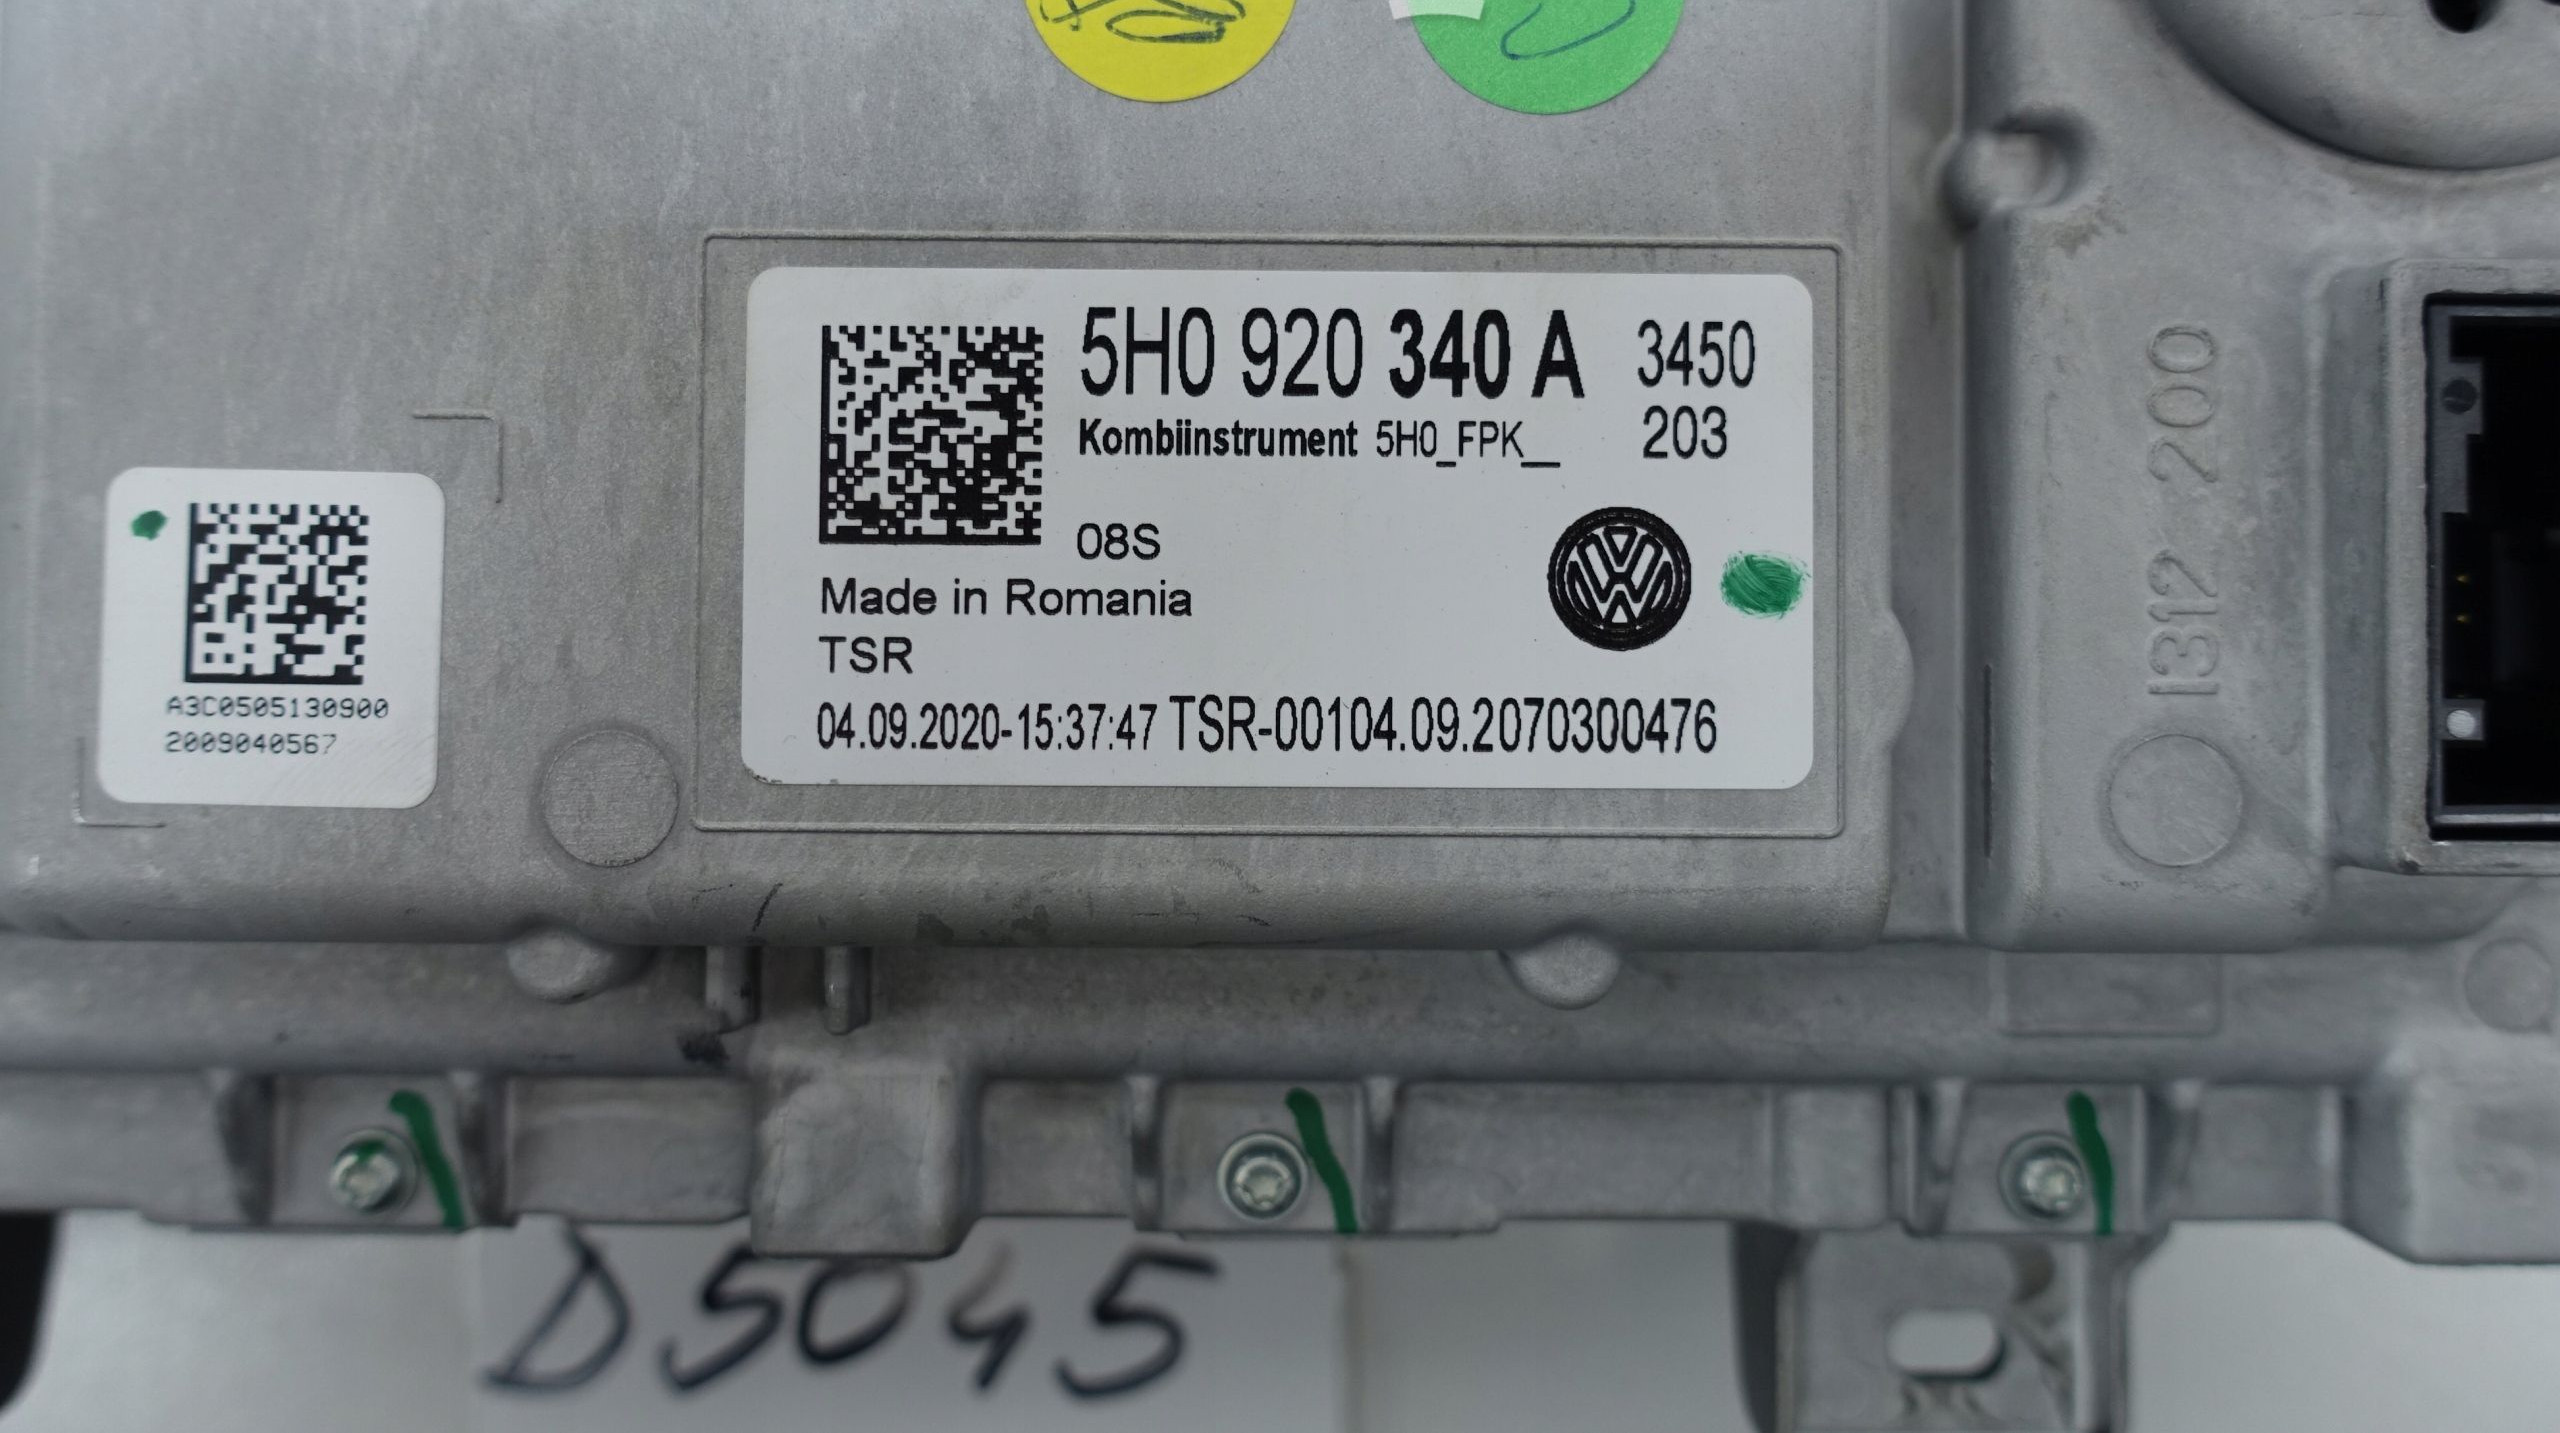 5H0 920 340 A 3450
Kombiinstrument 5H0_FPK__ 203
08S
Made in Romania
TSR
04.09.2020-15:37:47 TSR-00104.09.2070300476
A3C0505130900
2009040567
1312 200
D5045